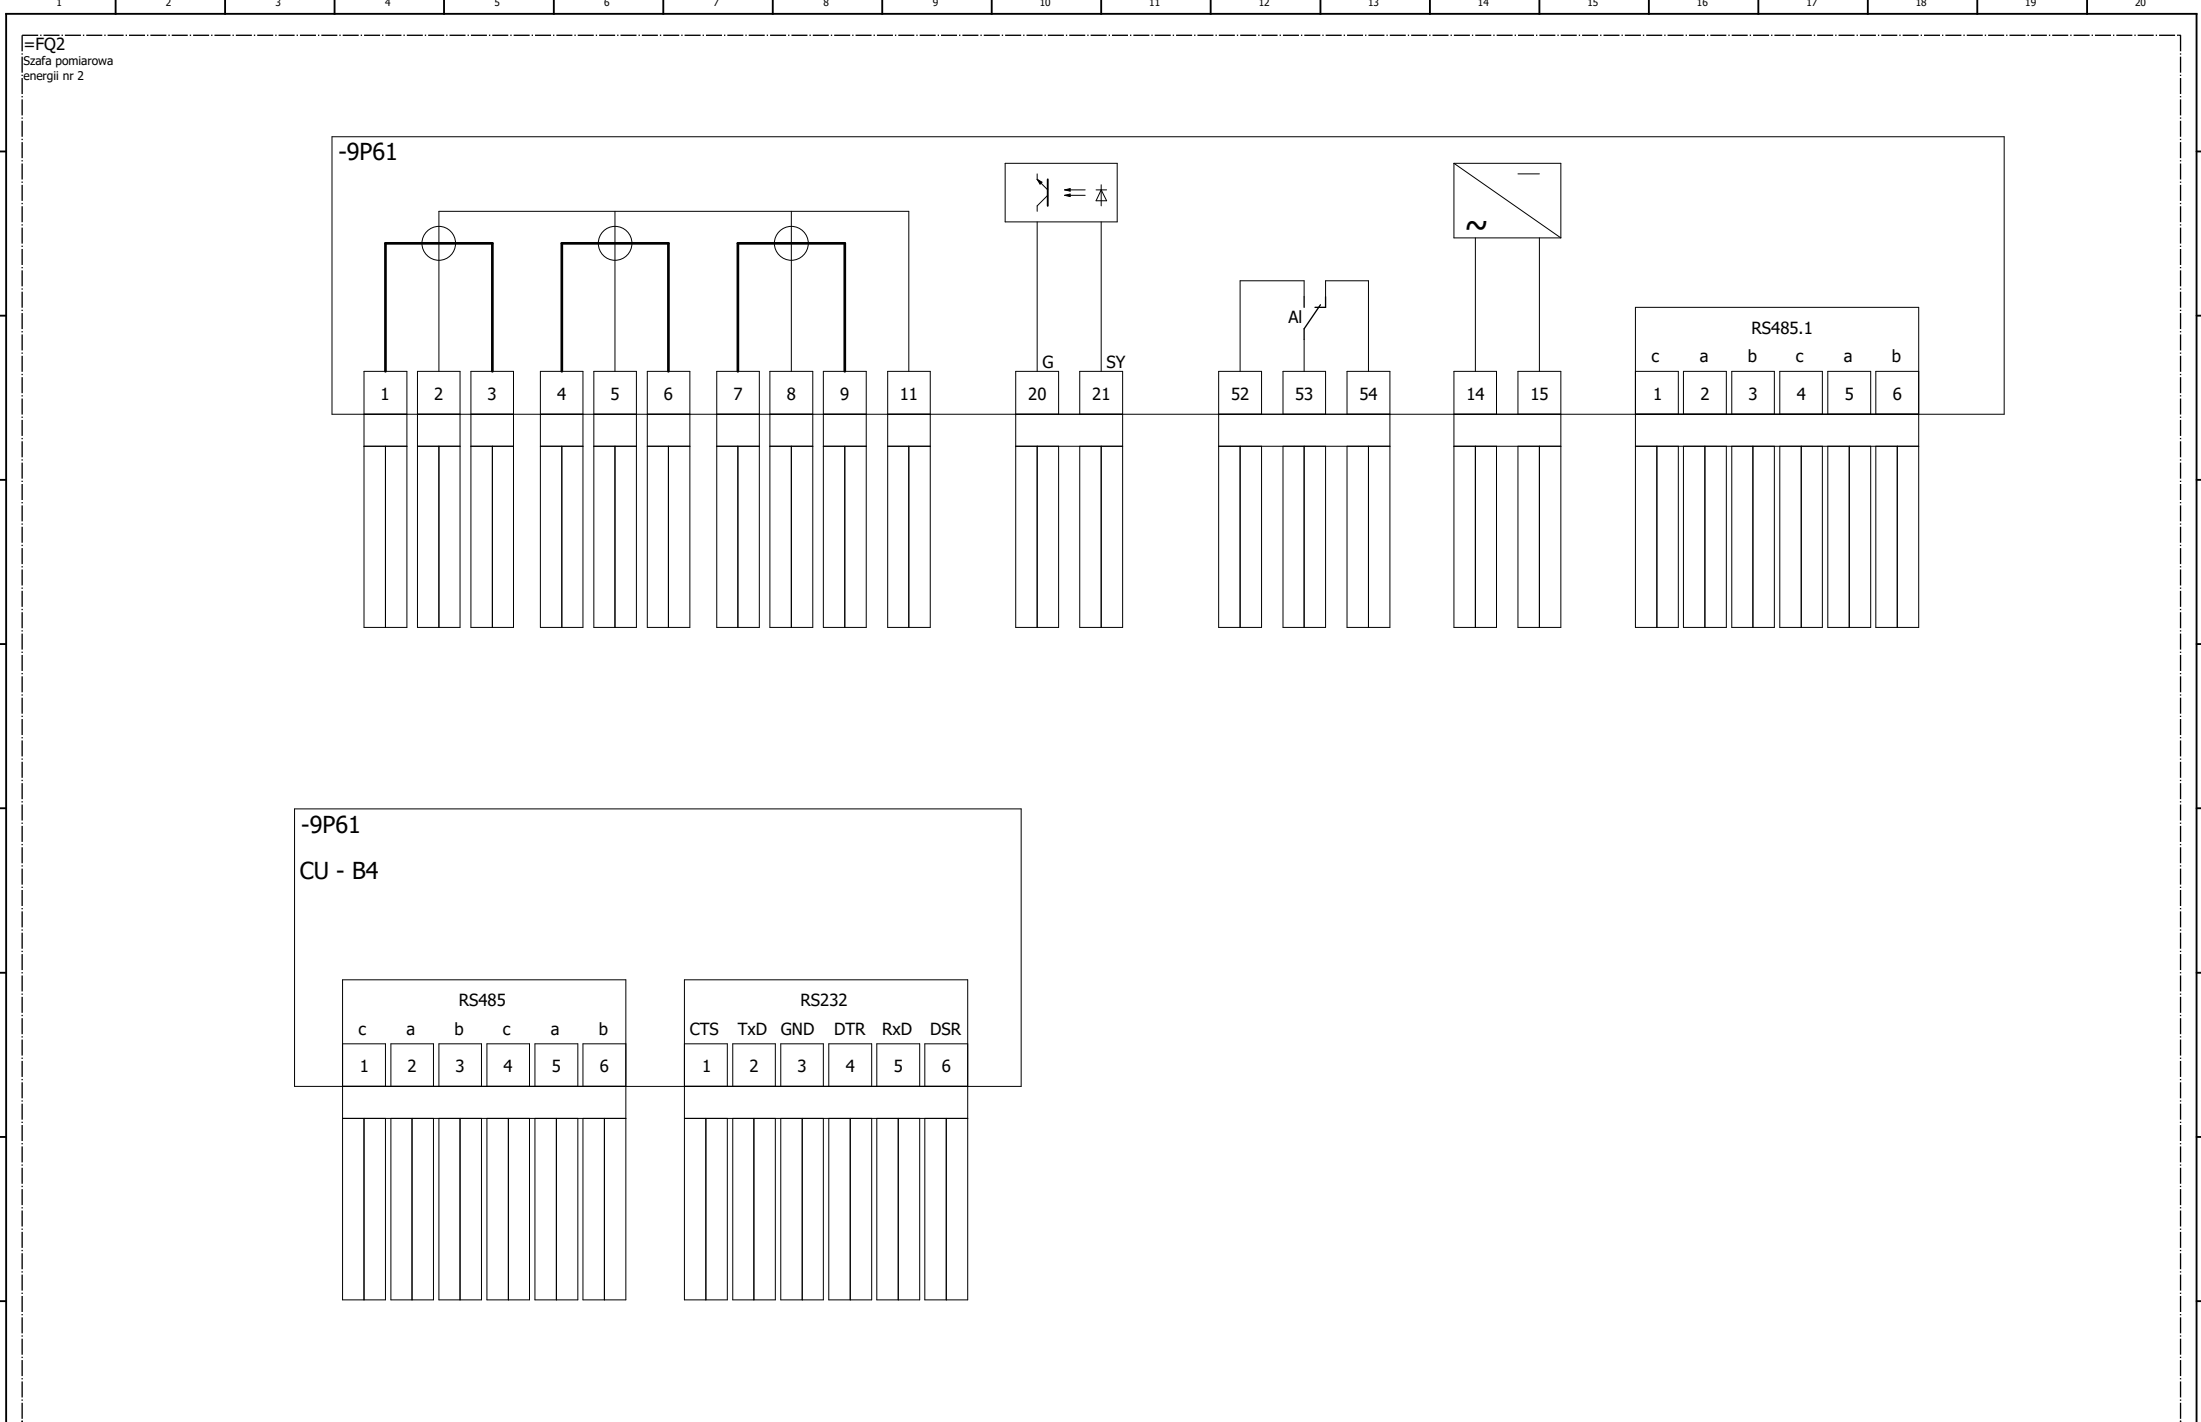 1 2 3 4 5 6 7 8 9 10 11 12 13 14 15 16 17 18 19 20
=FQ2
Szafa pomiarowa
energii nr 2
-9P61
~
Al
RS485.1
G SY
c a b c a b
1 2 3 4 5 6 7 8 9 11 20 21 52 53 54 14 15 1 2 3 4 5 6
-9P61
CU - B4
RS485 RS232
c a b c a b CTS TxD GND DTR RxD DSR
1 2 3 4 5 6 1 2 3 4 5 6